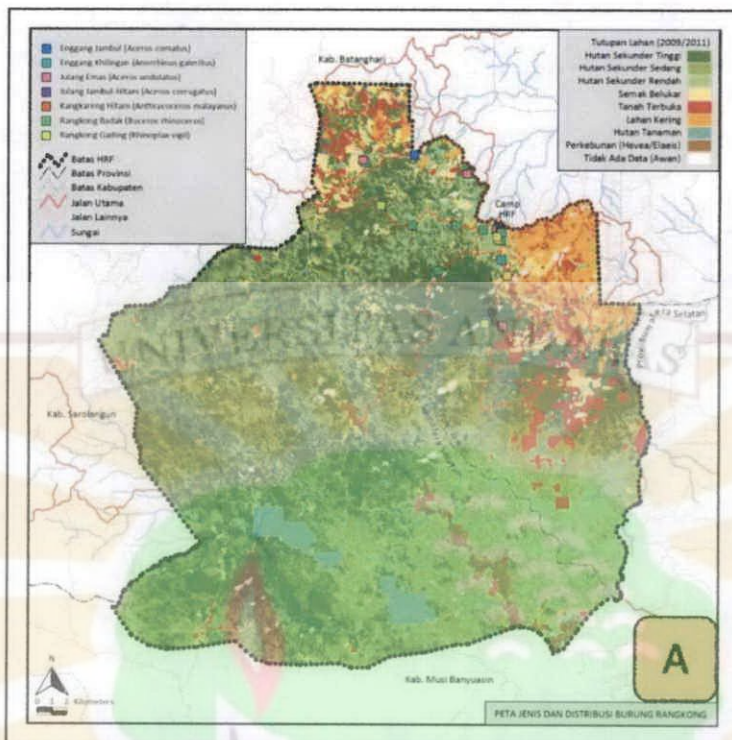 Enggang Jambul (Aceros comatus)
Enggang Khilingan (Anorrhinus galeritus)
Julang Emas (Aceros undulatus)
Julang Jambul Hitam (Aceros corrugatus)
Rangkareng Hitam (Anthracoceros malayanus)
Rangkong Badak (Buceros rhinoceros)
Rangkong Gading (Rhinoplax vigil)
Batas HRF
Batas Provinsi
Batas Kabupaten
Jalan Utama
Jalan Lainnya
Sungai
Tutupan Lahan (2009/2011)
Hutan Sekunder Tinggi
Hutan Sekunder Sedang
Hutan Sekunder Rendah
Semak Belukar
Tanah Terbuka
Lahan Kering
Hutan Tanaman
Perkebunan (Hevea/Elaeis)
Tidak Ada Data (Awan)
Kab. Batanghari
Camp
HRF
Selatan
UNIVERSITAS ANDALAS
Kab. Sarolangun
A
N
Kilometers
Kab. Musi Banyuasin
PETA JENIS DAN DISTRIBUSI BURUNG RANGKONG